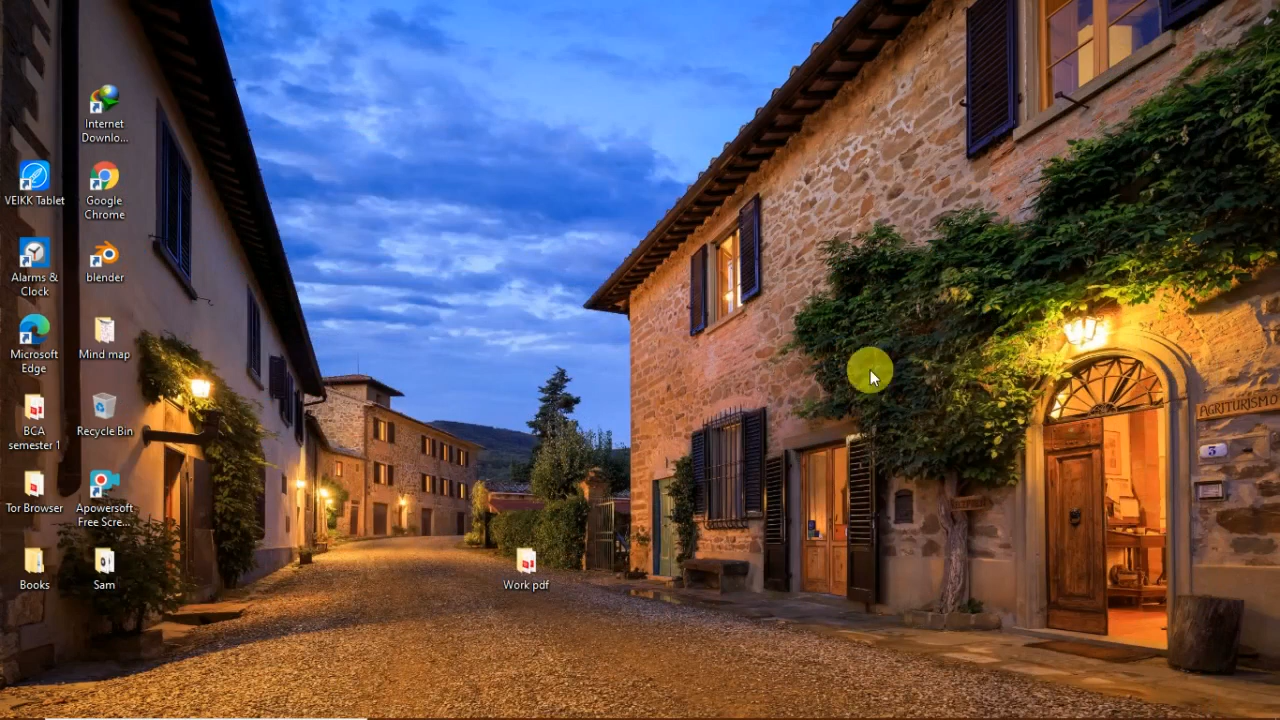 Internet
Downlo...
VEIKK Tablet
Google
Chrome
Alarms &
Clock
blender
Microsoft
Edge
Mind map
BCA
semester 1
Recycle Bin
Tor Browser
Apowersoft
Free Scre...
Books
Sam
Work pdf
AGRITURISMO
3